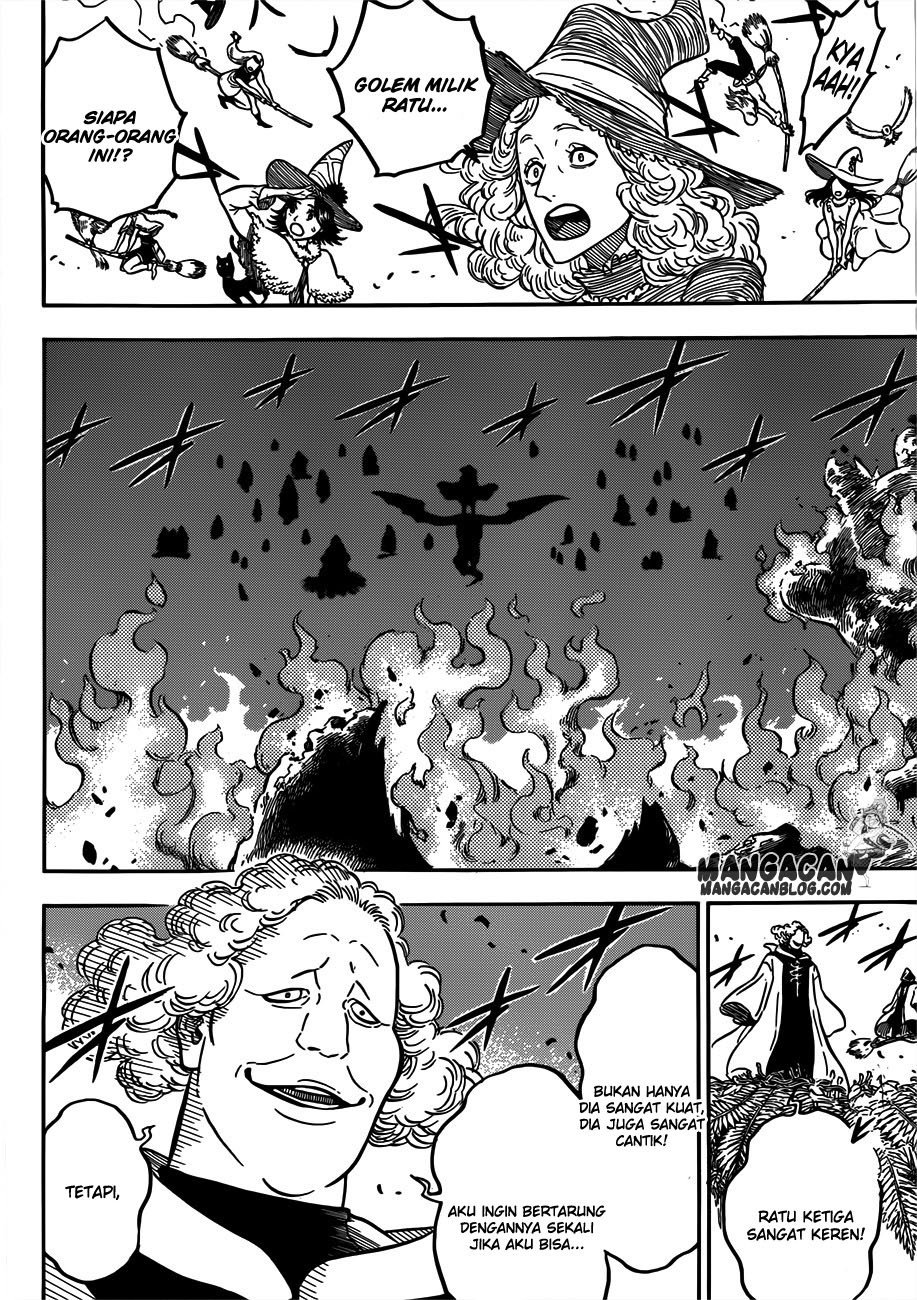 KYA
AAH!
GOLEM MILIK
RATU...
SIAPA
ORANG-ORANG
INI!?
MANGACAN
MANGACANBLOG.COM
RATU KETIGA
SANGAT KEREN!
BUKAN HANYA
DIA SANGAT KUAT,
DIA JUGA SANGAT
CANTIK!
AKU INGIN BERTARUNG
DENGANNYA SEKALI
JIKA AKU BISA...
TETAPI,